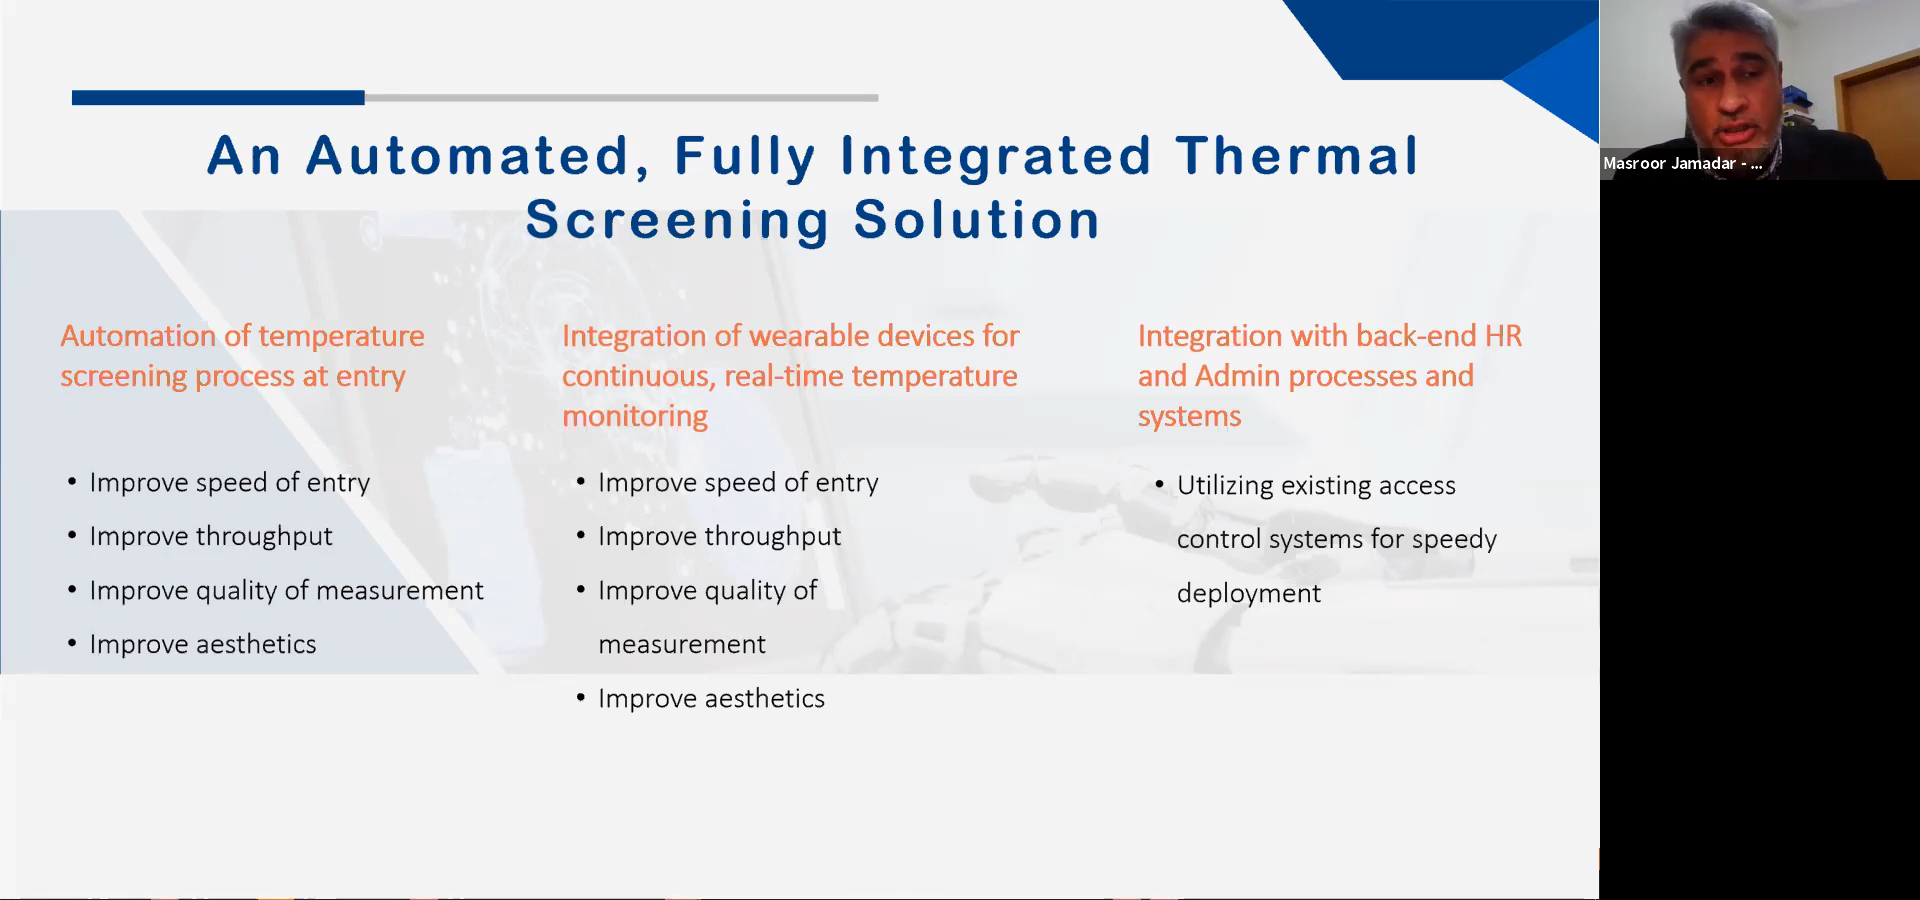 An Automated, Fully Integrated Thermal
Screening Solution
Automation of temperature
screening process at entry
• Improve speed of entry
• Improve throughput
• Improve quality of measurement
• Improve aesthetics
Integration of wearable devices for
continuous, real-time temperature
monitoring
• Improve speed of entry
• Improve throughput
• Improve quality of
measurement
• Improve aesthetics
Integration with back-end HR
and Admin processes and
systems
• Utilizing existing access
control systems for speedy
deployment
Masroor Jamadar - ...